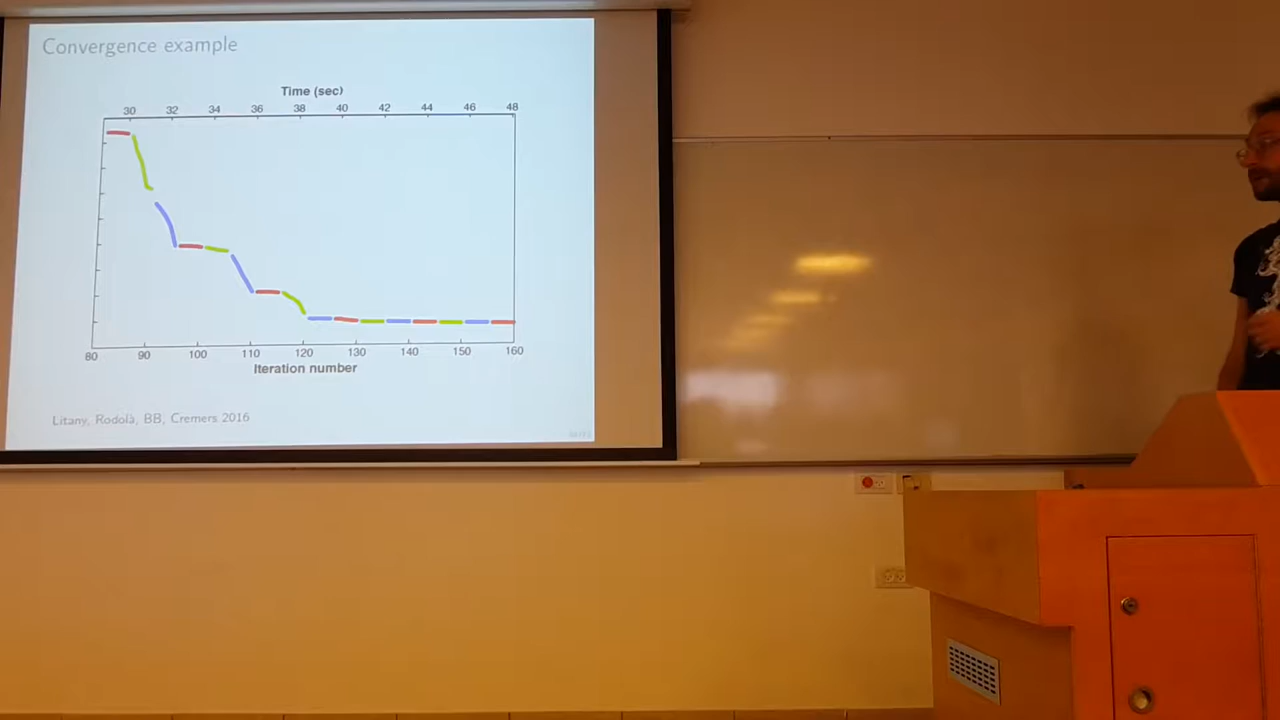 Convergence example
Time (sec)
30 32 34 36 38 40 42 44 46 48
80 90 100 110 120 130 140 150 160
Iteration number
Litany, Rodolà, BB, Cremers 2016